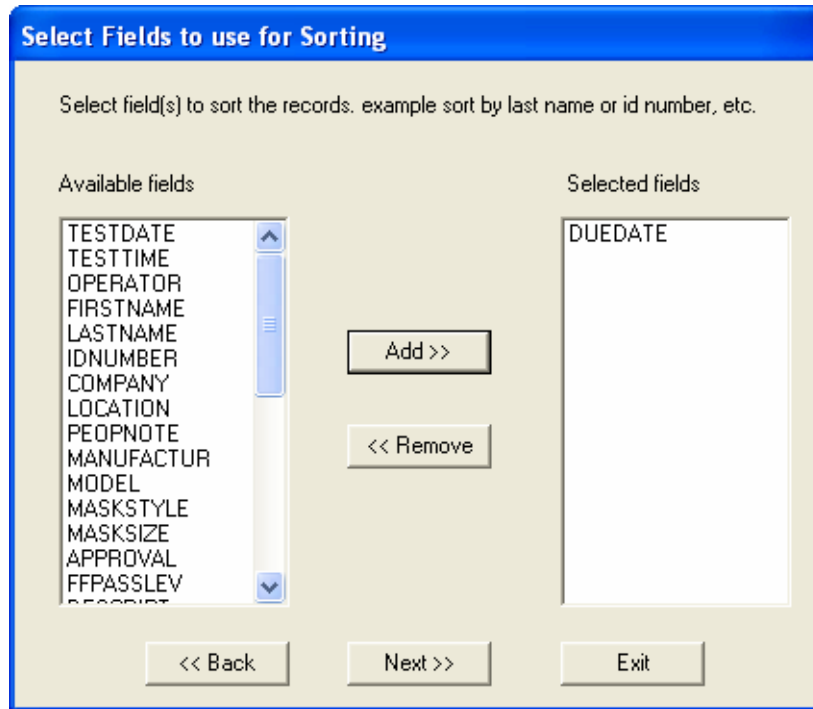 Select Fields to use for Sorting
Select field(s) to sort the records. example sort by last name or id number, etc.
Available fields
Selected fields
TESTDATE
TESTTIME
OPERATOR
FIRSTNAME
LASTNAME
IDNUMBER
COMPANY
LOCATION
PEOPNOTE
MANUFACTUR
MODEL
MASKSTYLE
MASKSIZE
APPROVAL
FFPASSLEV
DUEDATE
Add >>
<< Remove
<< Back
Next >>
Exit